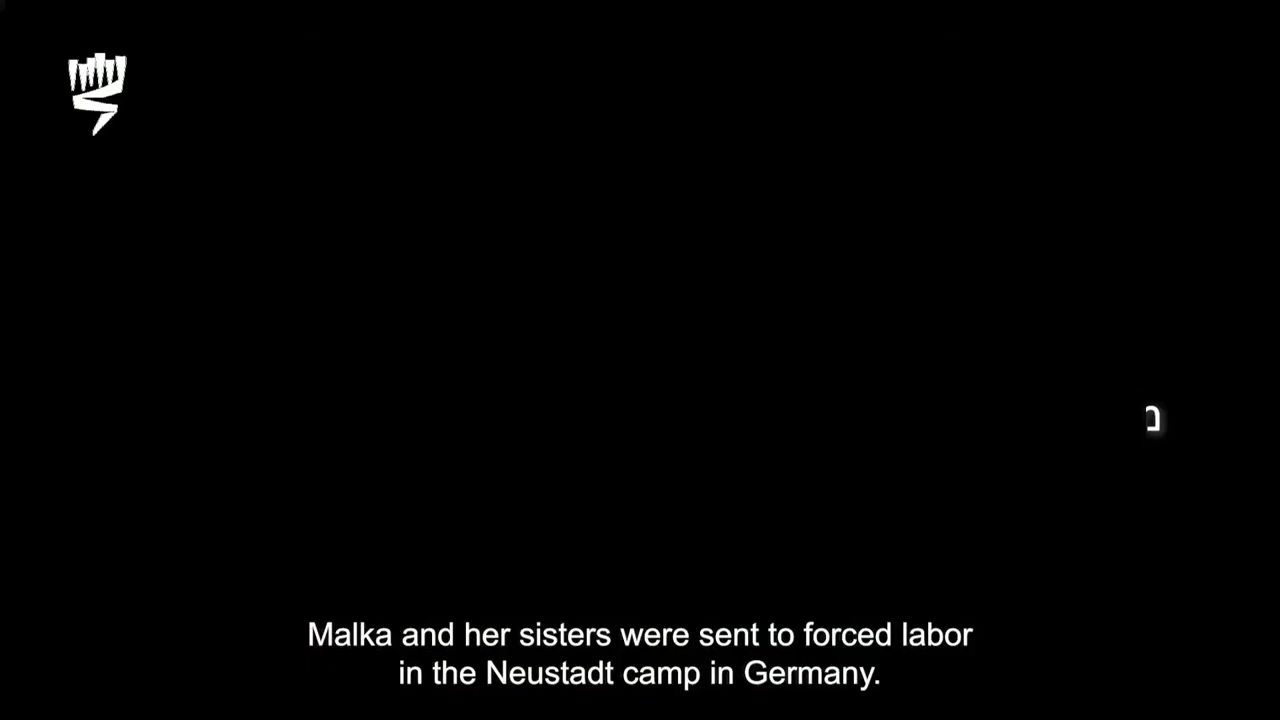 Malka and her sisters were sent to forced labor
in the Neustadt camp in Germany.